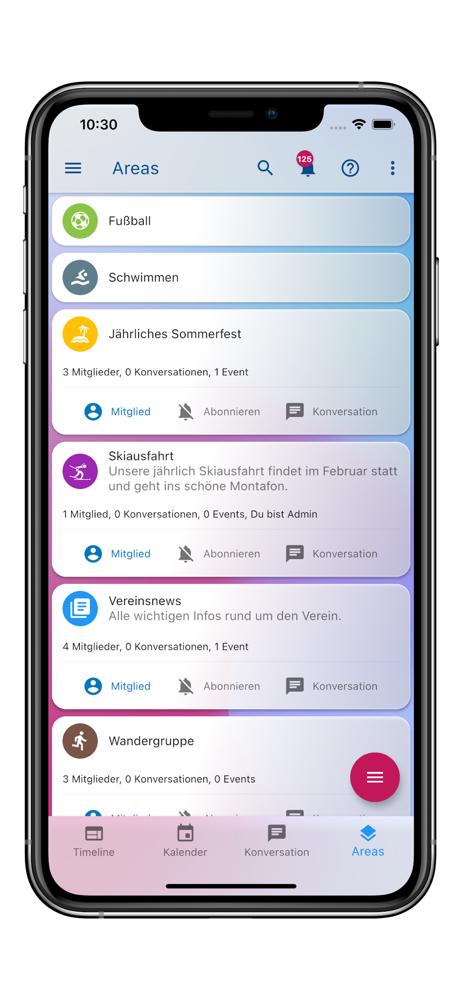 10:30
Areas
125
Fußball
Schwimmen
Jährliches Sommerfest
3 Mitglieder, 0 Konversationen, 1 Event
Mitglied Abonnieren Konversation
Skiausfahrt
Unsere jährlich Skiausfahrt findet im Februar statt
und geht ins schöne Montafon.
1 Mitglied, 0 Konversationen, 0 Events, Du bist Admin
Mitglied Abonnieren Konversation
Vereinsnews
Alle wichtigen Infos rund um den Verein.
4 Mitglieder, 0 Konversationen, 1 Event
Mitglied Abonnieren Konversation
Wandergruppe
3 Mitglieder, 0 Konversationen, 0 Events
Timeline Kalender Konversation Areas